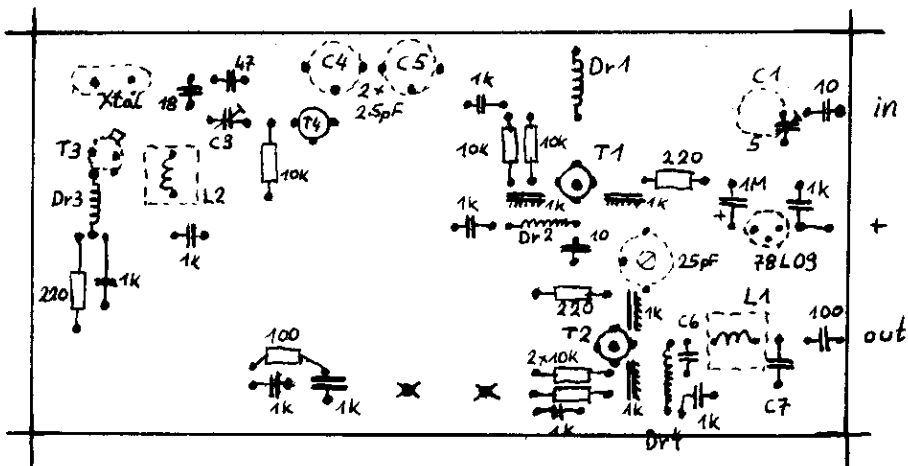 47
C4
C5
Dr1
C1
10
Xtal
18
2×
25pF
1k
in
C3
T4
5
T3
10k
10k
10k
T1
220
Dr3
L2
1k
1k
1M
1k
+
1k
Dr2
10
+
1k
25pF
78L09
220
1k
220
1k
L1
C6
100
T2
out
100
2×10k
1k
1k
1k
1k
1k
C7
Dr4